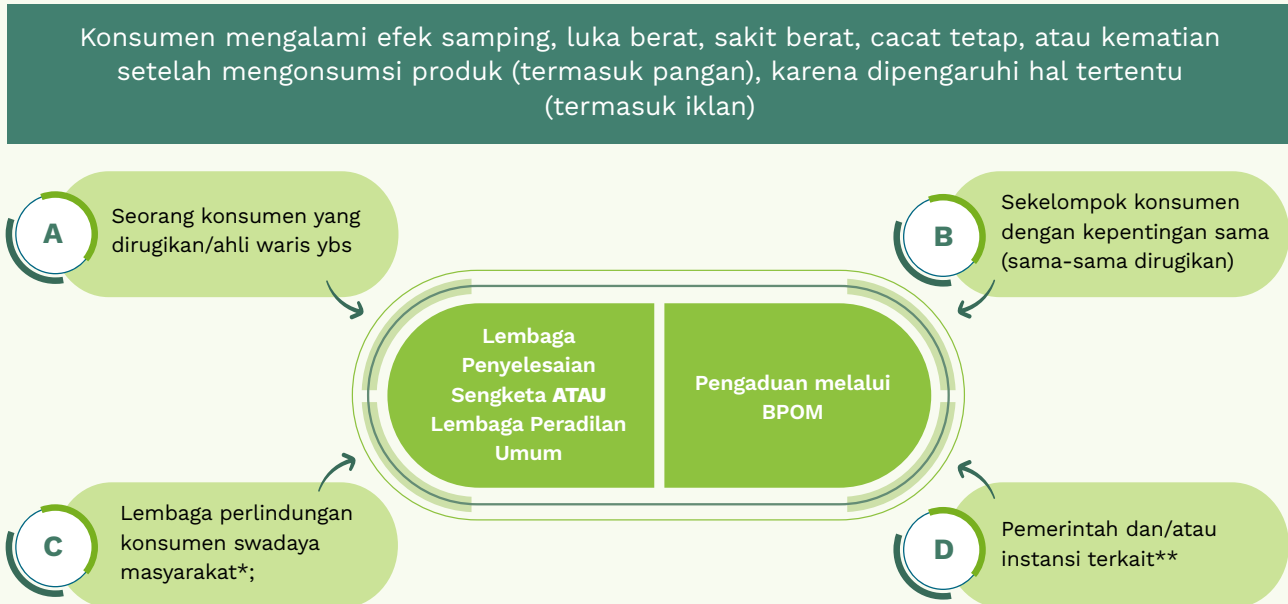 Konsumen mengalami efek samping, luka berat, sakit berat, cacat tetap, atau kematian
setelah mengonsumsi produk (termasuk pangan), karena dipengaruhi hal tertentu
(termasuk iklan)
A
Seorang konsumen yang
dirugikan/ahli waris ybs
B
Sekelompok konsumen
dengan kepentingan sama
(sama-sama dirugikan)
Lembaga
Penyelesaian
Sengketa ATAU
Lembaga Peradilan
Umum
Pengaduan melalui
BPOM
C
Lembaga perlindungan
konsumen swadaya
masyarakat*;
D
Pemerintah dan/atau
instansi terkait**